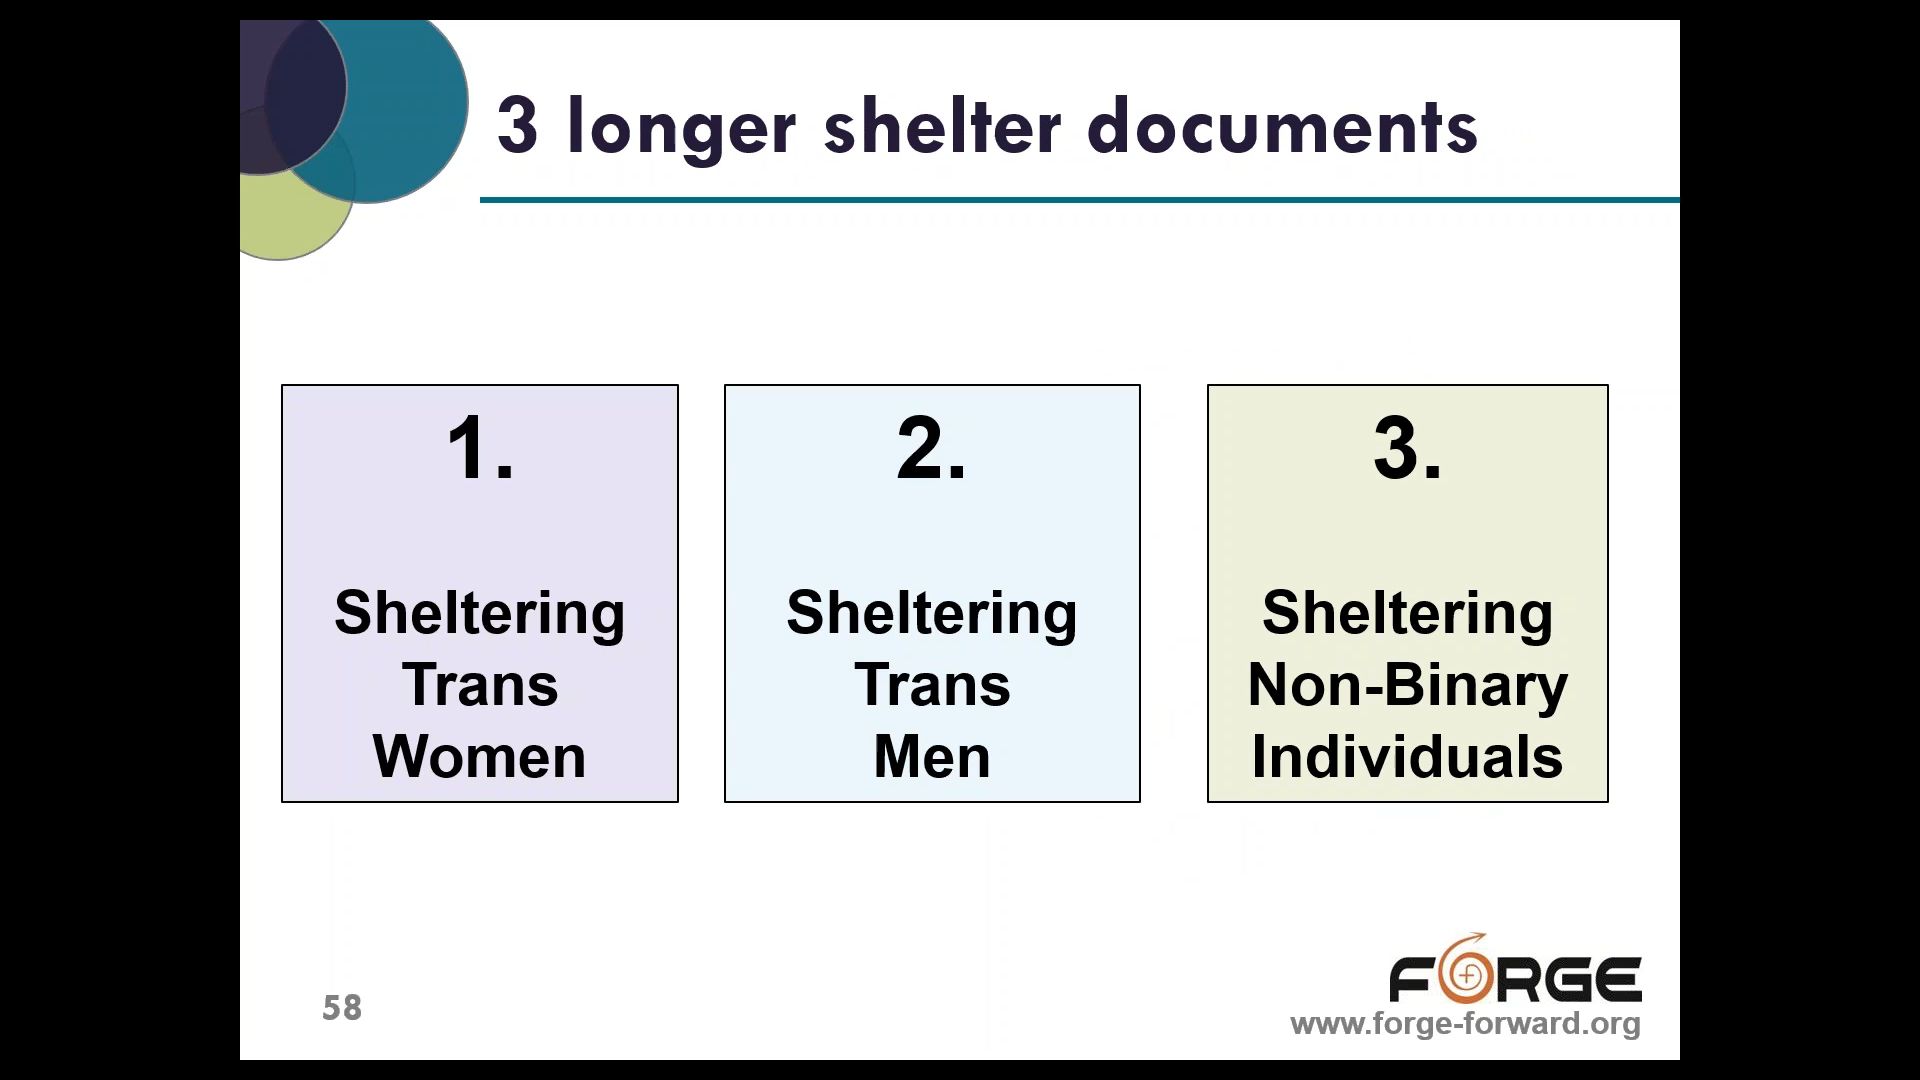 3 longer shelter documents
1.
Sheltering
Trans
Women
2.
Sheltering
Trans
Men
3.
Sheltering
Non-Binary
Individuals
58
FORGE
www.forge-forward.org